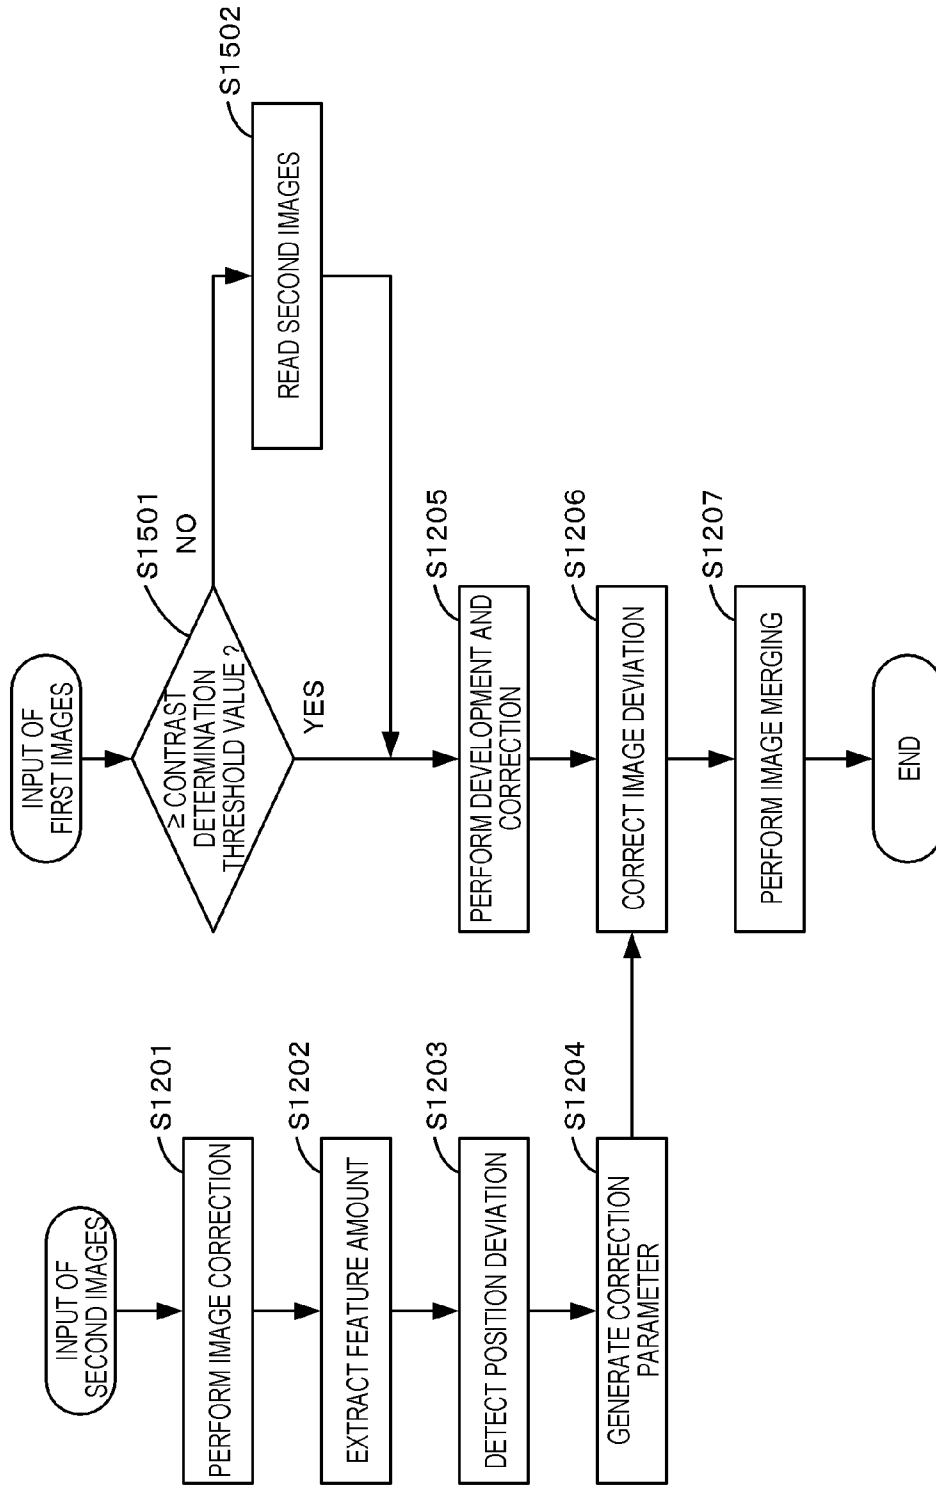 INPUT OF
SECOND IMAGES
S1201
PERFORM IMAGE CORRECTION
S1202
EXTRACT FEATURE AMOUNT
S1203
DETECT POSITION DEVIATION
S1204
GENERATE CORRECTION
PARAMETER
INPUT OF
FIRST IMAGES
S1501
≥ CONTRAST
DETERMINATION
THRESHOLD VALUE ?
NO
YES
S1502
READ SECOND IMAGES
S1205
PERFORM DEVELOPMENT AND
CORRECTION
S1206
CORRECT IMAGE DEVIATION
S1207
PERFORM IMAGE MERGING
END